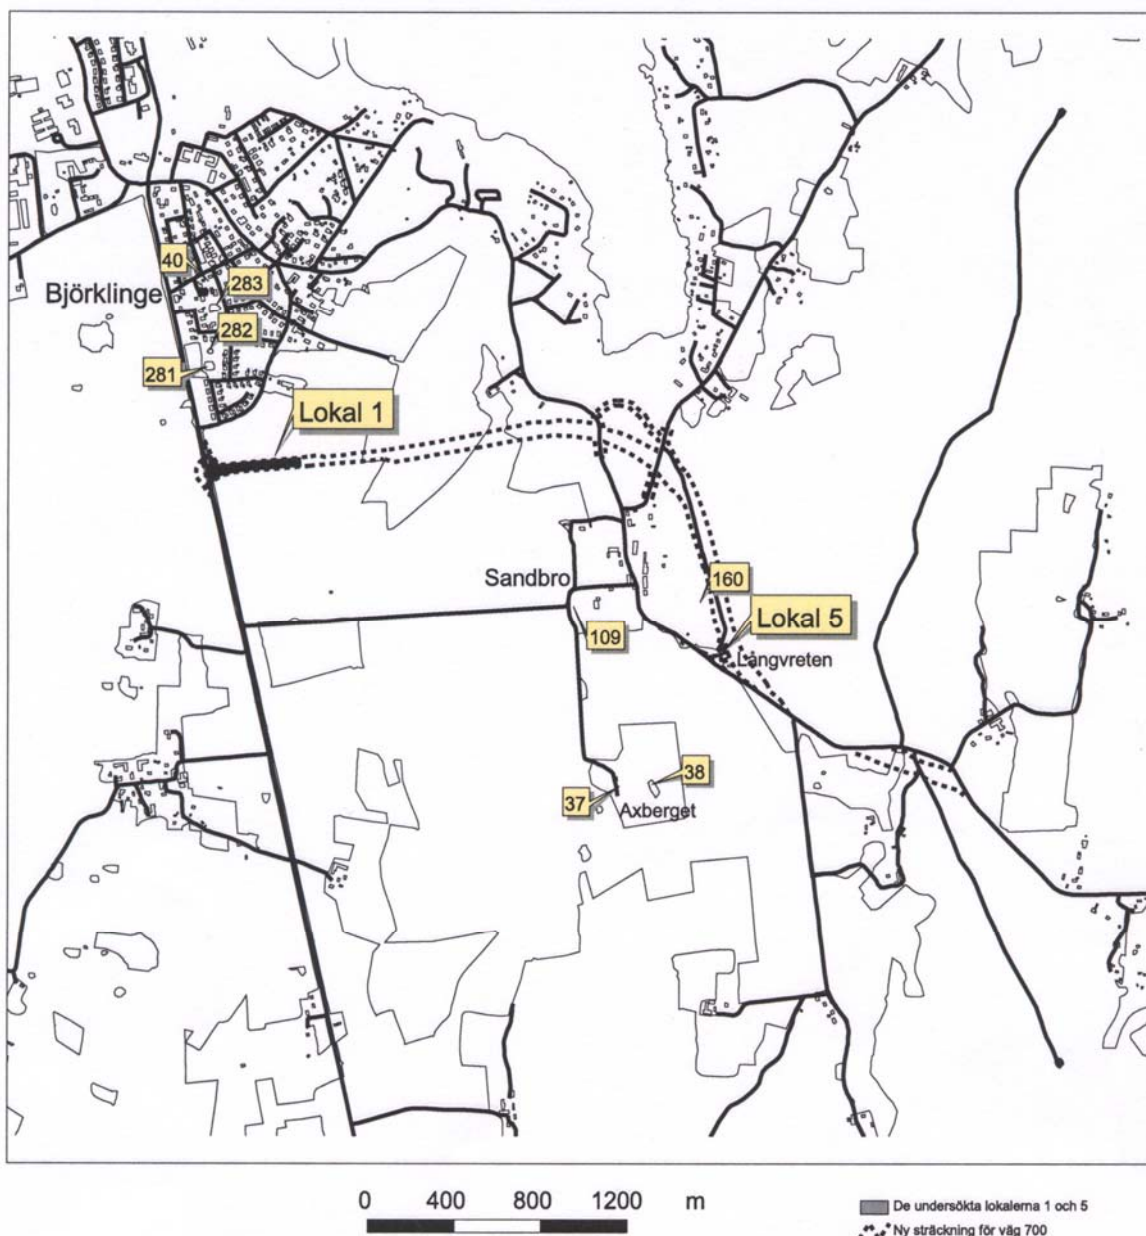 40
Björklinge
283
282
281
Lokal 1
Sandbro
160
109
Lokal 5
Långvreten
38
37
Axberget
0 400 800 1200 m
De undersökta lokalerna 1 och 5
Ny sträckning för väg 700